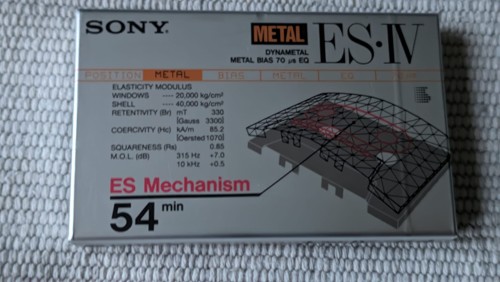 SONY
METAL ES·IV
DYNAMETAL
METAL BIAS 70 µs EQ
POSITION METAL BIAS METAL EQ
ELASTICITY MODULUS
WINDOWS ---- 20,000 kg/cm²
SHELL ---- 40,000 kg/cm²
RETENTIVITY (Br) mT 330
[Gauss 3300]
COERCIVITY (Hc) kA/m 85.2
[Oersted 1070]
SQUARENESS (Rs) 0.85
M.O.L. (dB) 315 Hz +7.0
10 kHz +0.5
ES Mechanism
54 min